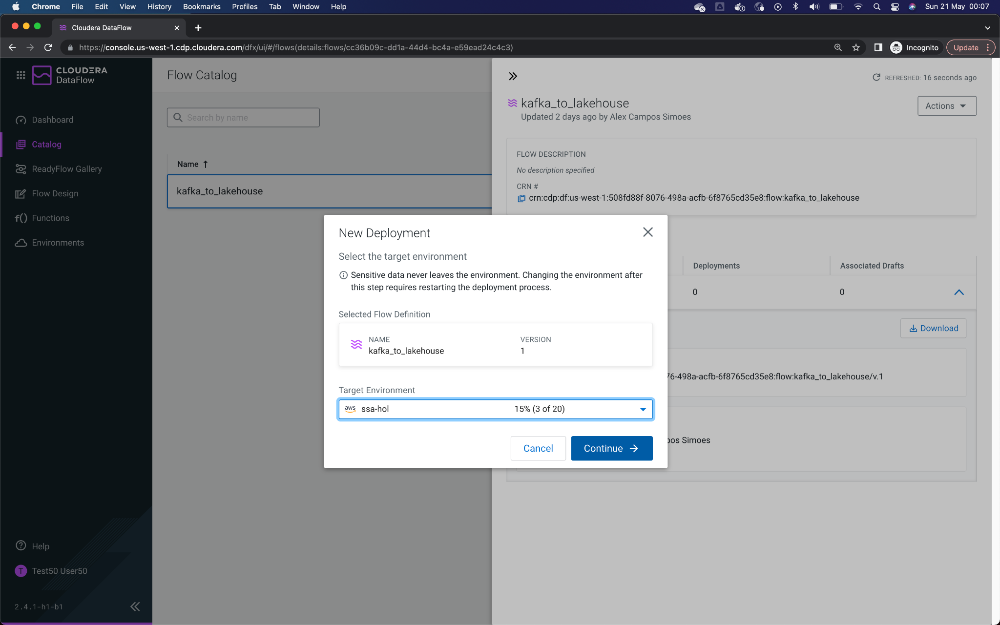 Chrome File Edit View History Bookmarks Profiles Tab Window Help Sun 21 May 00:07
Cloudera DataFlow
https://console.us-west-1.cdp.cloudera.com/dfx/ui/#/flows(details:flows/cc36b09c-dd1a-44d4-bc4a-e59ead24c4c3) Incognito Update
CLOUDERA
DataFlow
Dashboard
Catalog
ReadyFlow Gallery
Flow Design
f() Functions
Environments
Help
T Test50 User50
2.4.1-h1-b1
Flow Catalog
Search by name
Name
kafka_to_lakehouse
REFRESHED: 16 seconds ago
kafka_to_lakehouse
Updated 2 days ago by Alex Campos Simoes
Actions
FLOW DESCRIPTION
No description specified
CRN #
crn:cdp:df:us-west-1:508fd88f-8076-498a-acfb-6f8765cd35e8:flow:kafka_to_lakehouse
Deployments Associated Drafts
0 0
Download
76-498a-acfb-6f8765cd35e8:flow:kafka_to_lakehouse/v.1
pos Simoes
New Deployment
Select the target environment
Sensitive data never leaves the environment. Changing the environment after
this step requires restarting the deployment process.
Selected Flow Definition
NAME VERSION
kafka_to_lakehouse 1
Target Environment
aws ssa-hol 15% (3 of 20)
Cancel Continue